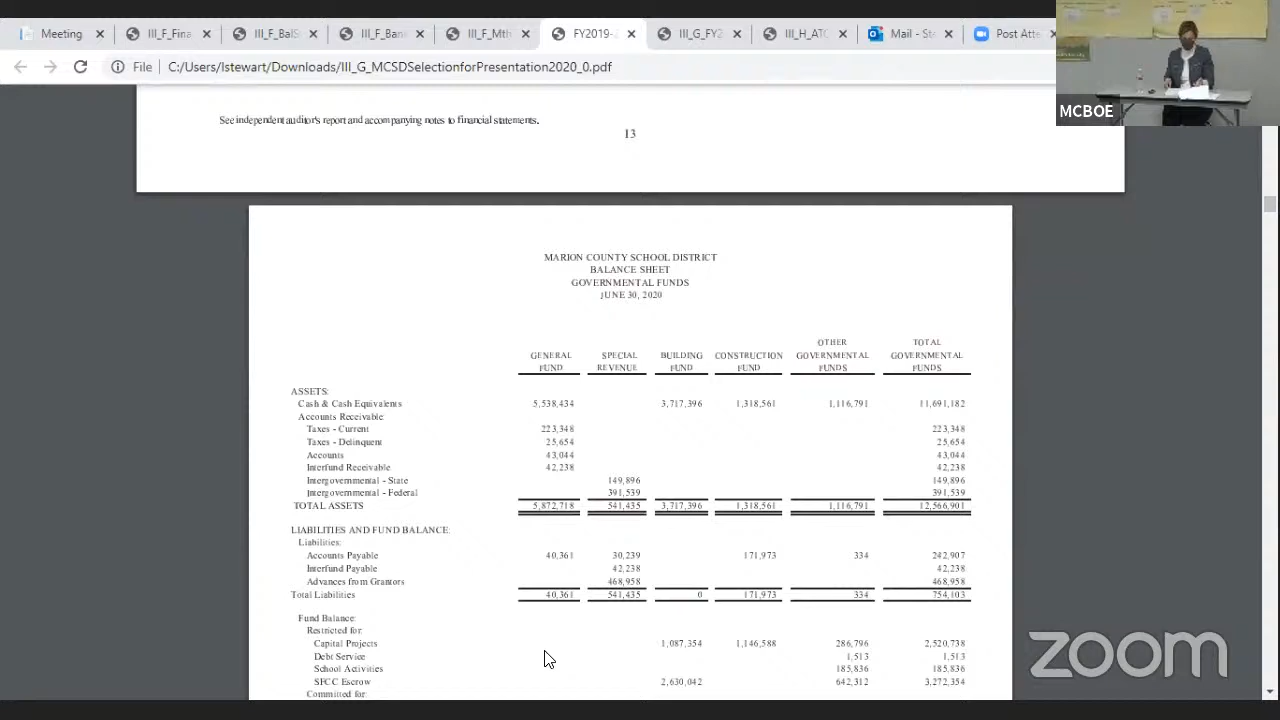 Meeting III_F_Fina III_F_BalS III_F_Ban III_F_Mth FY2019- III_G_FY2 III_H_ATC Mail - Ste Post Atte
File C:/Users/lstewart/Downloads/III_G_MCSDSelectionforPresentation2020_0.pdf
MCBOE
See independent auditor's report and accompanying notes to financial statements.
13
MARION COUNTY SCHOOL DISTRICT
BALANCE SHEET
GOVERNMENTAL FUNDS
JUNE 30, 2020
OTHER TOTAL
GENERAL SPECIAL BUILDING CONSTRUCTION GOVERNMENTAL GOVERNMENTAL
FUND REVENUE FUND FUND FUNDS FUNDS
ASSETS:
Cash & Cash Equivalents 5,538,434 3,717,396 1,318,561 1,116,791 11,691,182
Accounts Receivable:
Taxes - Current 223,348 223,348
Taxes - Delinquent 25,654 25,654
Accounts 43,044 43,044
Interfund Receivable 42,238 42,238
Intergovernmental - State 149,896 149,896
Intergovernmental - Federal 391,539 391,539
TOTAL ASSETS 5,872,718 541,435 3,717,396 1,318,561 1,116,791 12,566,901
LIABILITIES AND FUND BALANCE:
Liabilities:
Accounts Payable 40,361 30,239 171,973 334 242,907
Interfund Payable 42,238 42,238
Advances from Grantors 468,958 468,958
Total Liabilities 40,361 541,435 0 171,973 334 754,103
Fund Balance:
Restricted for:
Capital Projects 1,087,354 1,146,588 286,796 2,520,738
Debt Service 1,513 1,513
School Activities 185,836 185,836
SFCC Escrow 2,630,042 642,312 3,272,354
Committed for:
zoom